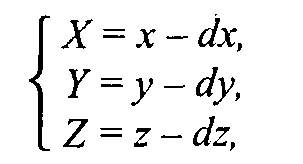 X = x – dx,
Y = y – dy,
Z = z – dz,